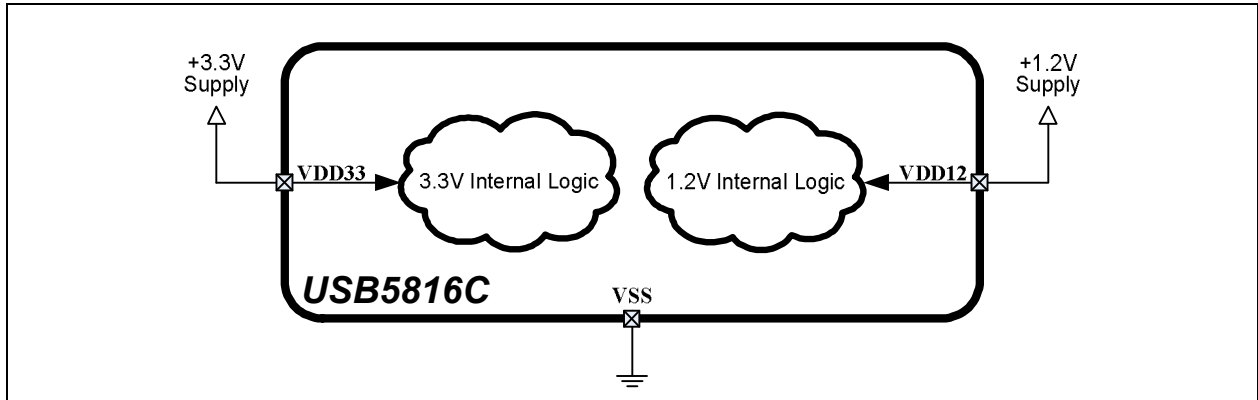 +3.3V
Supply
+1.2V
Supply
VDD33
3.3V Internal Logic
1.2V Internal Logic
VDD12
USB5816C
VSS